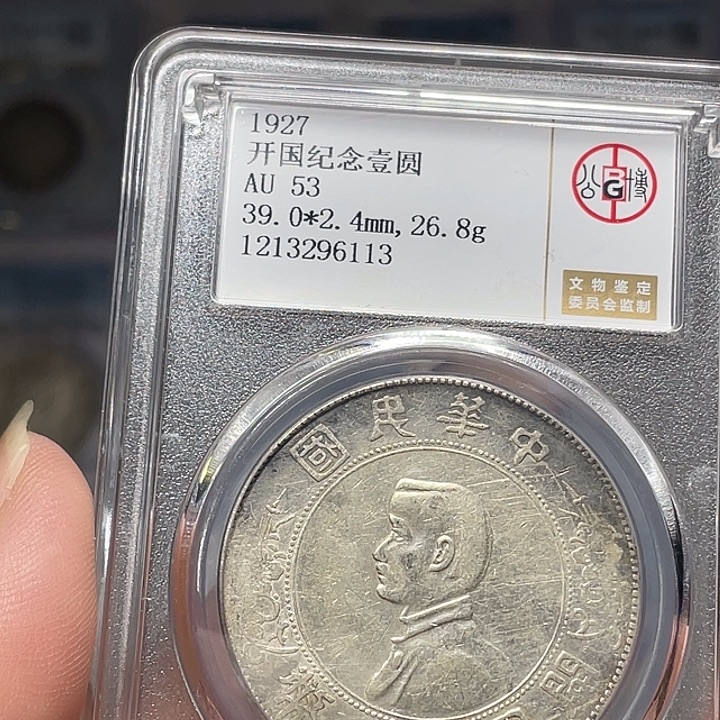 1927
开国纪念壹圆
AU 53
39.0*2.4mm,26.8g
1213296113
公博
BG
文物鉴定
委员会监制
中華民國